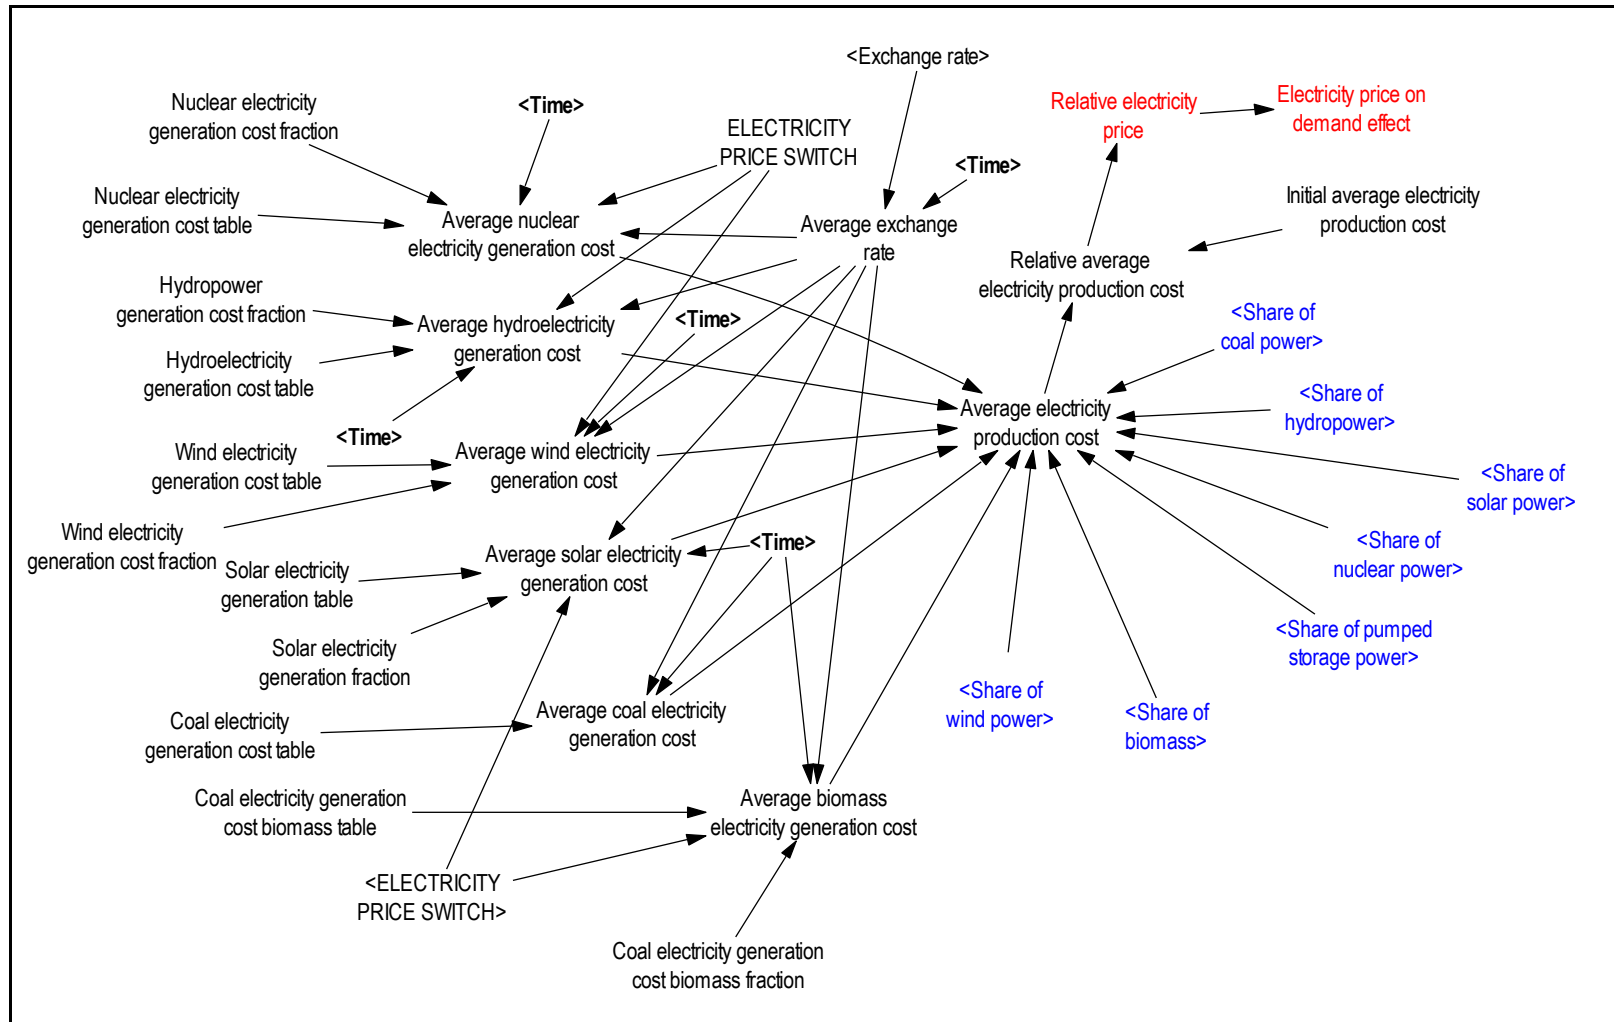 <Exchange rate>
Nuclear electricity
generation cost fraction
<Time>
Relative electricity
price
Electricity price on
demand effect
ELECTRICITY
PRICE SWITCH
<Time>
Nuclear electricity
generation cost table
Average nuclear
electricity generation cost
Average exchange
rate
Initial average electricity
production cost
Relative average
electricity production cost
Hydropower
generation cost fraction
Average hydroelectricity
generation cost
<Time>
<Share of
coal power>
Hydroelectricity
generation cost table
<Share of
hydropower>
Average electricity
production cost
<Time>
Wind electricity
generation cost table
Average wind electricity
generation cost
<Share of
solar power>
Wind electricity
generation cost fraction
Average solar electricity
generation cost
<Time>
<Share of
nuclear power>
Solar electricity
generation table
Solar electricity
generation fraction
<Share of pumped
storage power>
Coal electricity
generation cost table
Average coal electricity
generation cost
<Share of
wind power>
<Share of
biomass>
Coal electricity generation
cost biomass table
Average biomass
electricity generation cost
<ELECTRICITY
PRICE SWITCH>
Coal electricity generation
cost biomass fraction